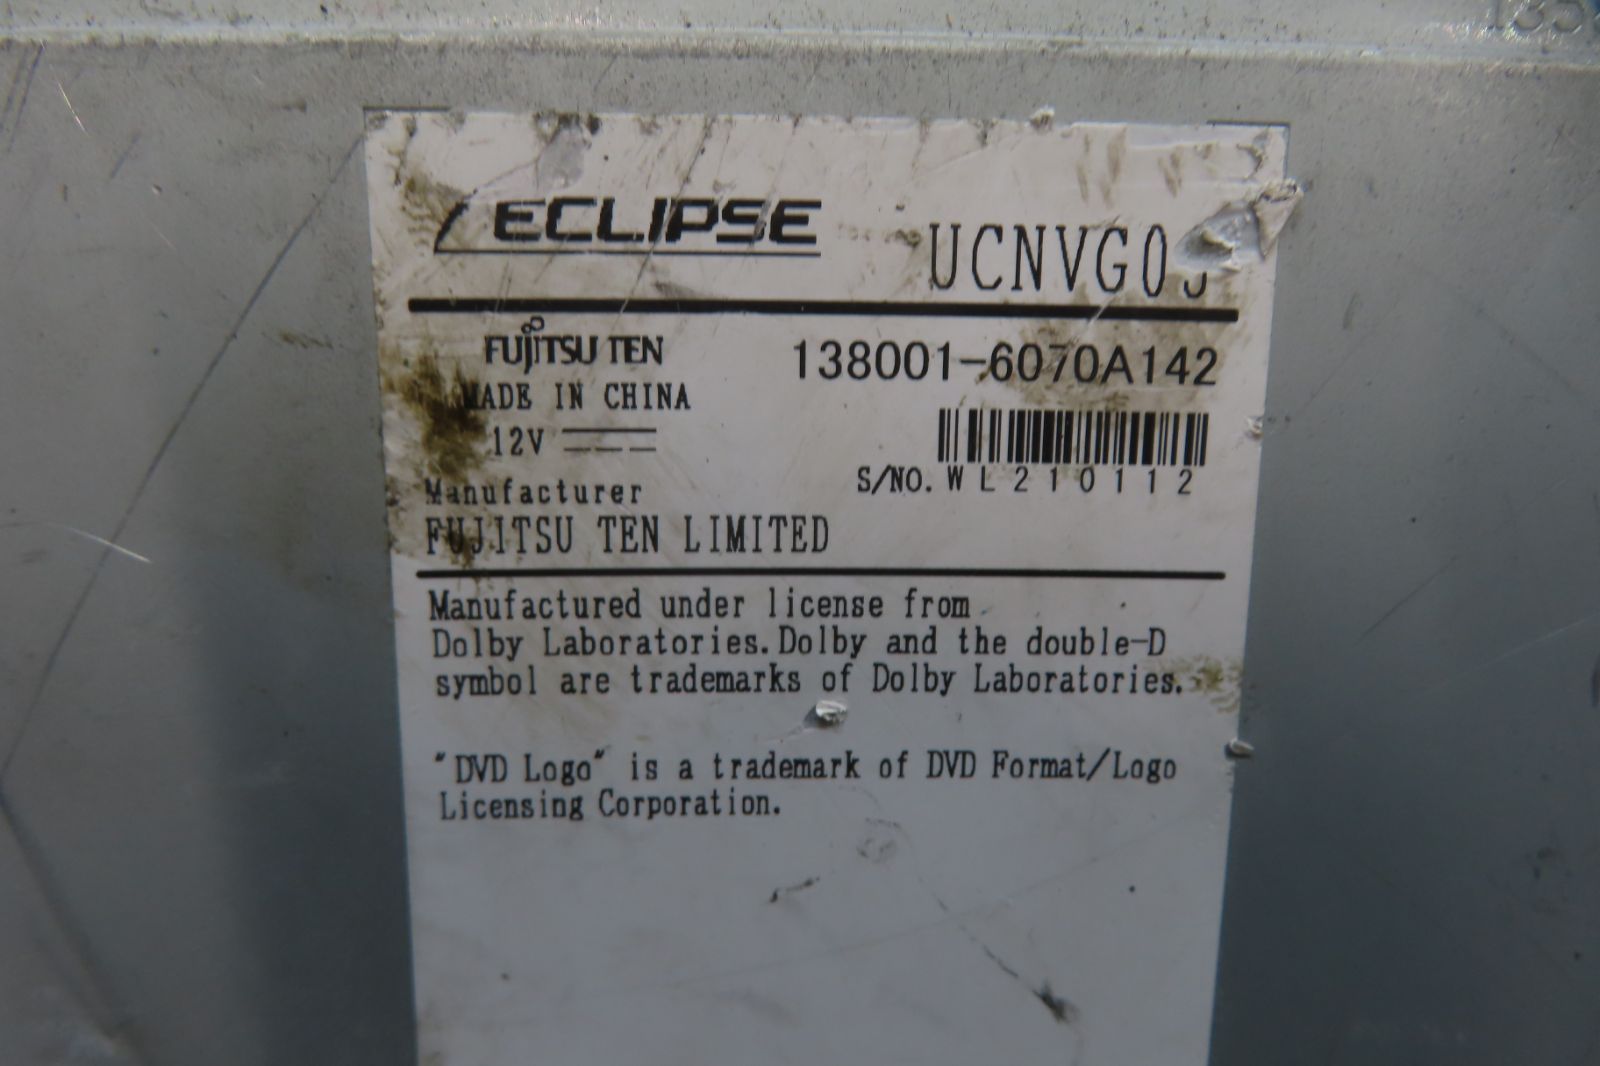 ECLIPSE
FUJITSU TEN
138001-6070A142
MADE IN CHINA
12V
S/NO. WL210112
Manufacturer
FUJITSU TEN LIMITED
Manufactured under license from
Dolby Laboratories. Dolby and the double-D
symbol are trademarks of Dolby Laboratories.
"DVD Logo" is a trademark of DVD Format/Logo
Licensing Corporation.